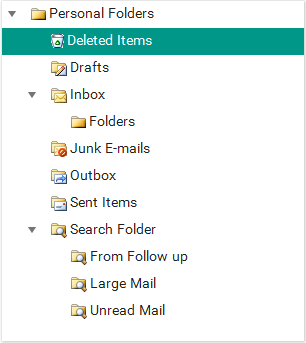 Personal Folders
Deleted Items
Drafts
Inbox
Folders
Junk E-mails
Outbox
Sent Items
Search Folder
From Follow up
Large Mail
Unread Mail